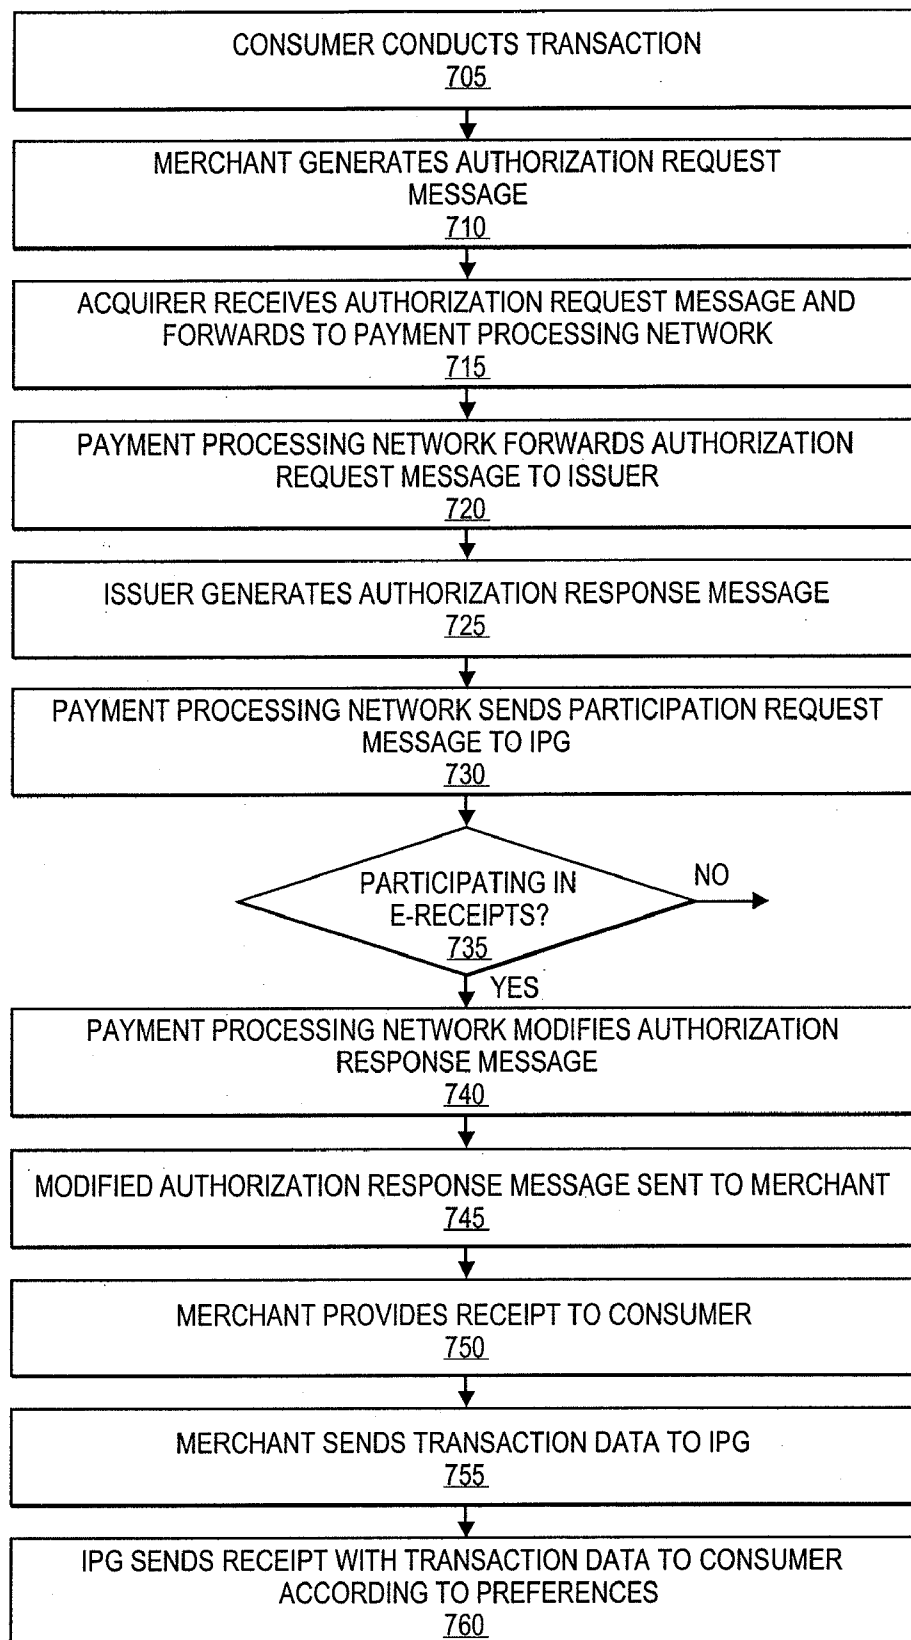 CONSUMER CONDUCTS TRANSACTION
705
MERCHANT GENERATES AUTHORIZATION REQUEST
MESSAGE
710
ACQUIRER RECEIVES AUTHORIZATION REQUEST MESSAGE AND
FORWARDS TO PAYMENT PROCESSING NETWORK
715
PAYMENT PROCESSING NETWORK FORWARDS AUTHORIZATION
REQUEST MESSAGE TO ISSUER
720
ISSUER GENERATES AUTHORIZATION RESPONSE MESSAGE
725
PAYMENT PROCESSING NETWORK SENDS PARTICIPATION REQUEST
MESSAGE TO IPG
730
PARTICIPATING IN
E-RECEIPTS?
735
NO
YES
PAYMENT PROCESSING NETWORK MODIFIES AUTHORIZATION
RESPONSE MESSAGE
740
MODIFIED AUTHORIZATION RESPONSE MESSAGE SENT TO MERCHANT
745
MERCHANT PROVIDES RECEIPT TO CONSUMER
750
MERCHANT SENDS TRANSACTION DATA TO IPG
755
IPG SENDS RECEIPT WITH TRANSACTION DATA TO CONSUMER
ACCORDING TO PREFERENCES
760